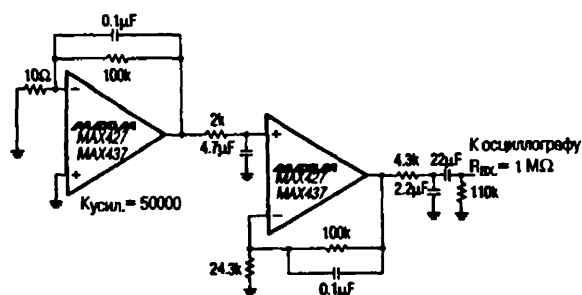 0.1µF
10Ω
100k
−
MAXIM
MAX427
MAX437
+
Kусил.= 50000
2k
4.7µF
+
MAXIM
MAX427
MAX437
−
4.3k
22µF
К осциллографу
Rвх.= 1 MΩ
2.2µF
110k
100k
24.3k
0.1µF